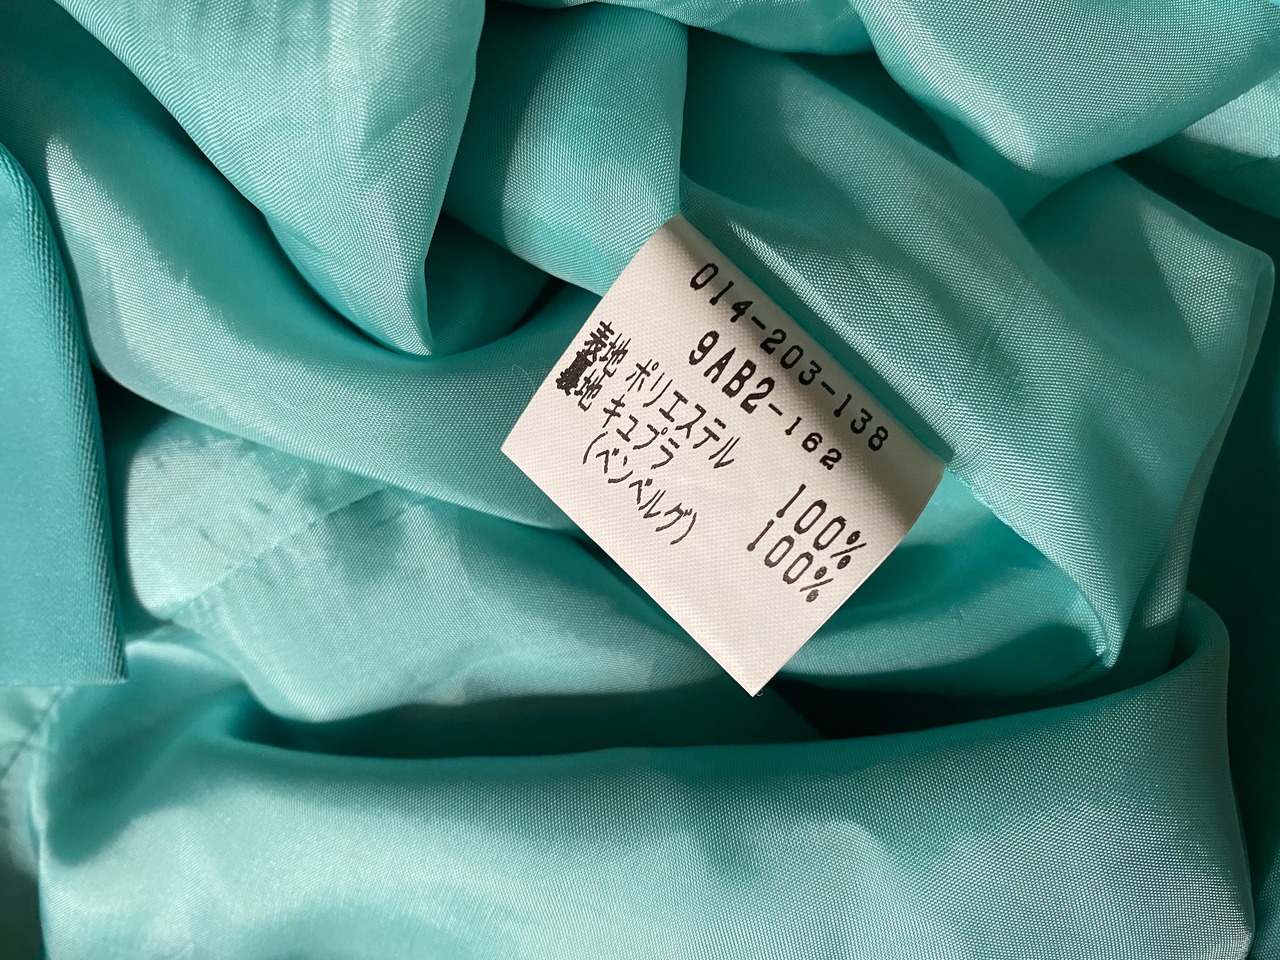 014-203-138
9AB2-162
表地 ポリエステル 100%
裏地 キュプラ 100%
(ベンベルグ)